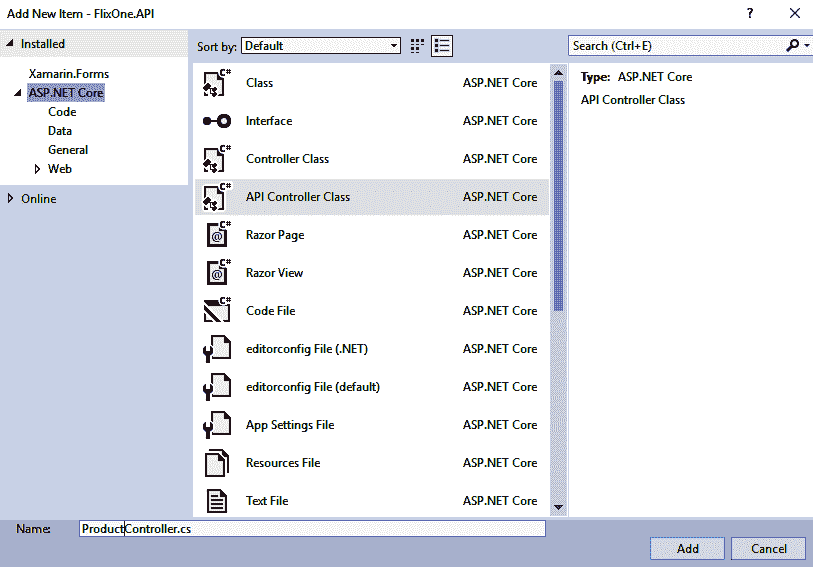 Add New Item - FlixOne.API
?
Installed
Sort by: Default
Search (Ctrl+E)
Xamarin.Forms
ASP.NET Core
Code
Data
General
Web
Online
C# Class ASP.NET Core
Interface ASP.NET Core
C# Controller Class ASP.NET Core
C# API Controller Class ASP.NET Core
C# @ Razor Page ASP.NET Core
C# @ Razor View ASP.NET Core
C# Code File ASP.NET Core
editorconfig File (.NET) ASP.NET Core
editorconfig File (default) ASP.NET Core
App Settings File ASP.NET Core
Resources File ASP.NET Core
Text File ASP.NET Core
Type: ASP.NET Core
API Controller Class
Name: ProductController.cs
Add Cancel